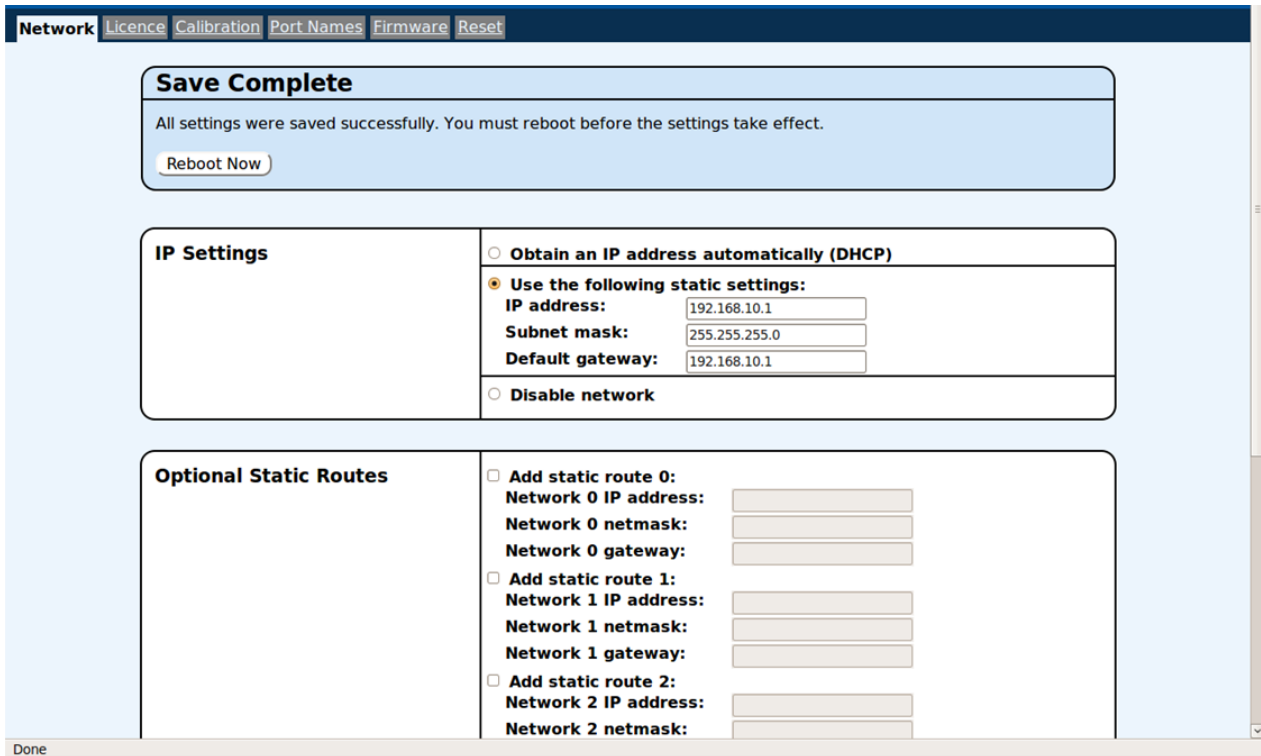 Network Licence Calibration Port Names Firmware Reset
Save Complete
All settings were saved successfully. You must reboot before the settings take effect.
Reboot Now
IP Settings
Obtain an IP address automatically (DHCP)
Use the following static settings:
IP address: 192.168.10.1
Subnet mask: 255.255.255.0
Default gateway: 192.168.10.1
Disable network
Optional Static Routes
Add static route 0:
Network 0 IP address:
Network 0 netmask:
Network 0 gateway:
Add static route 1:
Network 1 IP address:
Network 1 netmask:
Network 1 gateway:
Add static route 2:
Network 2 IP address:
Network 2 netmask:
Done